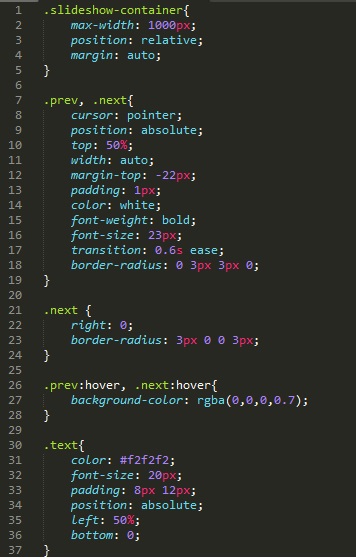 1 .slideshow-container{
2     max-width: 1000px;
3     position: relative;
4     margin: auto;
5 }
6
7 .prev, .next{
8     cursor: pointer;
9     position: absolute;
10     top: 50%;
11     width: auto;
12     margin-top: -22px;
13     padding: 1px;
14     color: white;
15     font-weight: bold;
16     font-size: 23px;
17     transition: 0.6s ease;
18     border-radius: 0 3px 3px 0;
19 }
20
21 .next {
22     right: 0;
23     border-radius: 3px 0 0 3px;
24 }
25
26 .prev:hover, .next:hover{
27     background-color: rgba(0,0,0,0.7);
28 }
29
30 .text{
31     color: #f2f2f2;
32     font-size: 20px;
33     padding: 8px 12px;
34     position: absolute;
35     left: 50%;
36     bottom: 0;
37 }